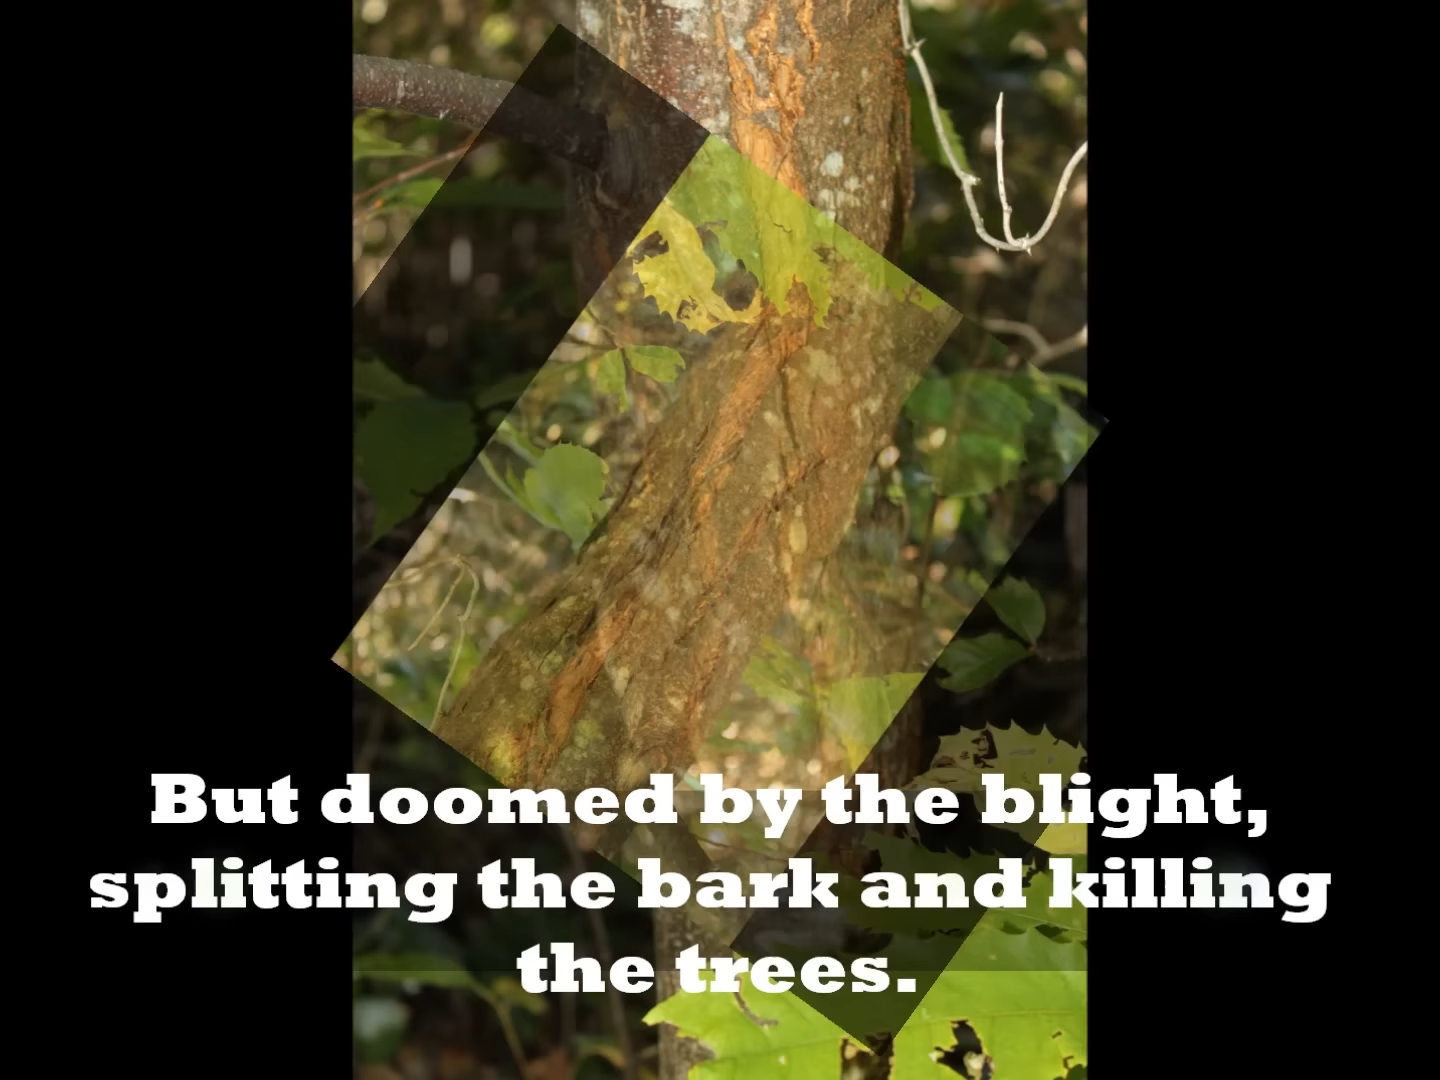 But doomed by the blight,
splitting the bark and killing
the trees.